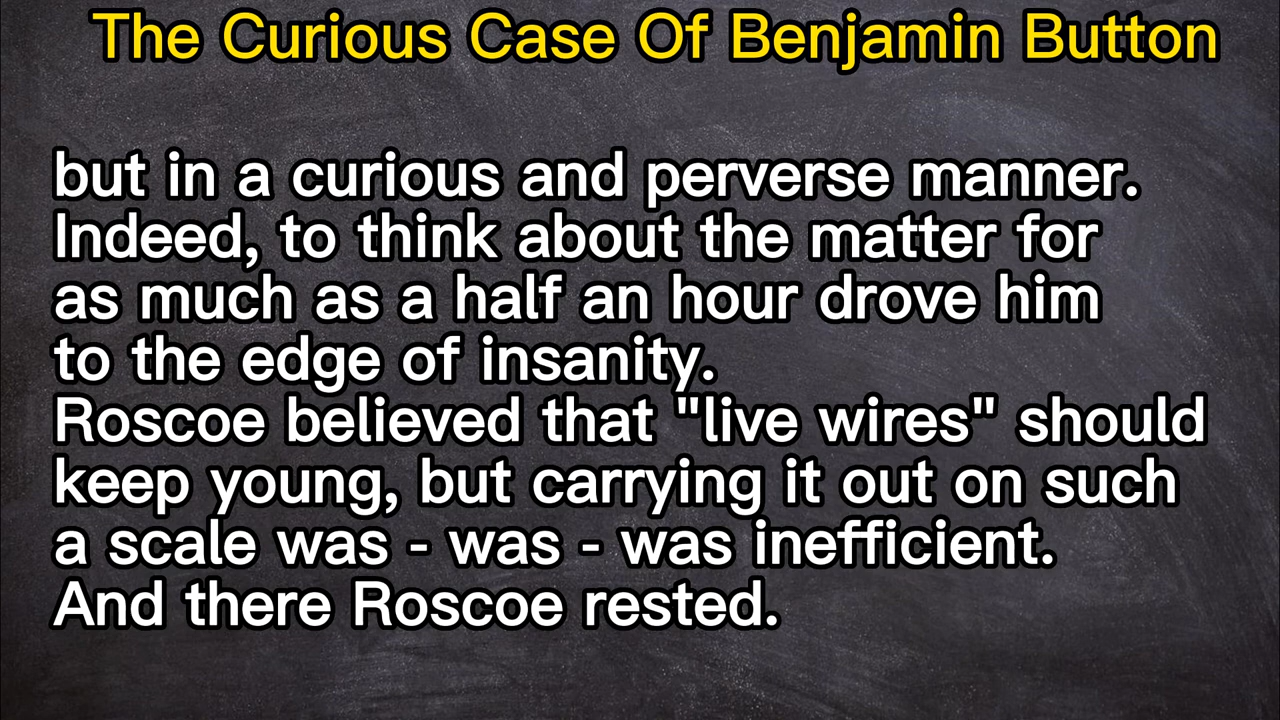 The Curious Case Of Benjamin Button
but in a curious and perverse manner.
Indeed, to think about the matter for
as much as a half an hour drove him
to the edge of insanity.
Roscoe believed that "live wires" should
keep young, but carrying it out on such
a scale was - was - was inefficient.
And there Roscoe rested.